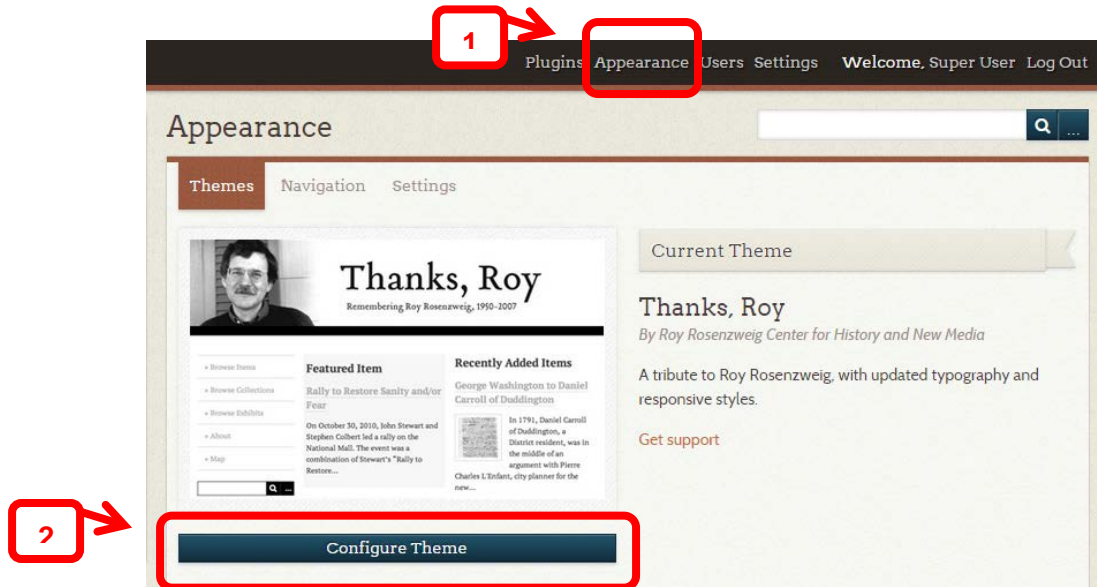 1
Plugins Appearance Users Settings Welcome, Super User Log Out
Appearance
...
Themes Navigation Settings
Thanks, Roy
Remembering Roy Rosenzweig, 1950-2007
» Browse Items
» Browse Collections
» Browse Exhibits
» About
» Map
...
Featured Item
Rally to Restore Sanity and/or
Fear
On October 30, 2010, John Stewart and
Stephen Colbert led a rally on the
National Mall. The event was a
combination of Stewart's "Rally to
Restore...
Recently Added Items
George Washington to Daniel
Carroll of Duddington
In 1791, Daniel Carroll
of Duddington, a
District resident, was in
the middle of an
argument with Pierre
Charles L'Enfant, city planner for the
new...
Current Theme
Thanks, Roy
By Roy Rosenzweig Center for History and New Media
A tribute to Roy Rosenzweig, with updated typography and
responsive styles.
Get support
2
Configure Theme